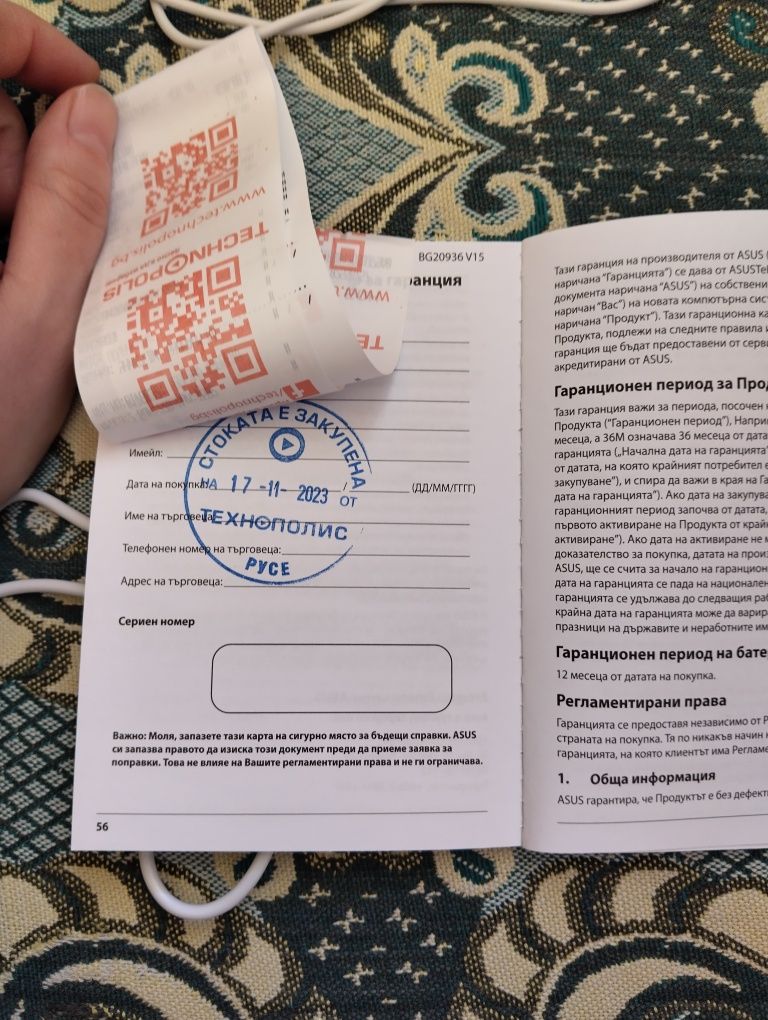 www.technopolis.bg
TECHNOPOLIS
technopolis.bg
www.
TE
BG20936 V15
гаранция
Имейл:
Дата на покупка: / (ДД/ММ/ГГГГ)
Име на търговеца:
Телефонен номер на търговеца:
Адрес на търговеца:
СТОКАТА Е ЗАКУПЕНА
НА 17 -11- 2023 ОТ
ТЕХНОПОЛИС
РУСЕ
Сериен номер
Важно: Моля, запазете тази карта на сигурно място за бъдещи справки. ASUS
си запазва правото да изиска този документ преди да приеме заявка за
поправки. Това не влияе на Вашите регламентирани права и не ги ограничава.
56
Тази гаранция на производителя от ASUS (
наричана "Гаранцията") се дава от ASUSTe
документа наричана "ASUS") на собствени
наричан "Вас") на новата компютърна сис
наричана "Продукт"). Тази гаранционна ка
Продукта, подлежи на следните правила и
гаранция ще бъдат предоставени от серв
акредитирани от ASUS.
Гаранционен период за Прод
Тази гаранция важи за периода, посочен н
Продукта ("Гаранционен период"), Наприм
месеца, а 36M означава 36 месеца от дата
гаранцията („Начална дата на гаранцията"
от датата, на която крайният потребител е
закупуване"), и спира да важи в края на Га
дата на гаранцията"). Ако датата на закупува
гаранционният период започва от датата,
първото активиране на Продукта от край
активиране"). Ако дата на активиране не м
доказателство за покупка, датата на прои
ASUS, ще се счита за начало на гаранцион
дата на гаранцията се пада на национален
гаранцията се удължава до следващия раб
крайна дата на гаранцията може да варир
празници на държавите и неработните им
Гаранционен период на бате
12 месеца от датата на покупка.
Регламентирани права
Гаранцията се предоставя независимо от Р
страната на покупка. Тя по никакъв начин н
гаранцията, на която клиентът има Регламе
1. Обща информация
ASUS гарантира, че Продуктът е без дефект